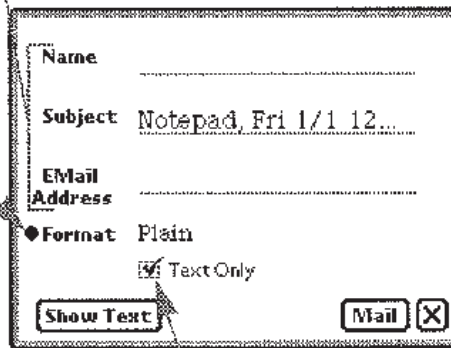 Name
Subject Notepad, Fri 1/1 12...
EMail
Address
Format Plain
Text Only
Show Text Mail